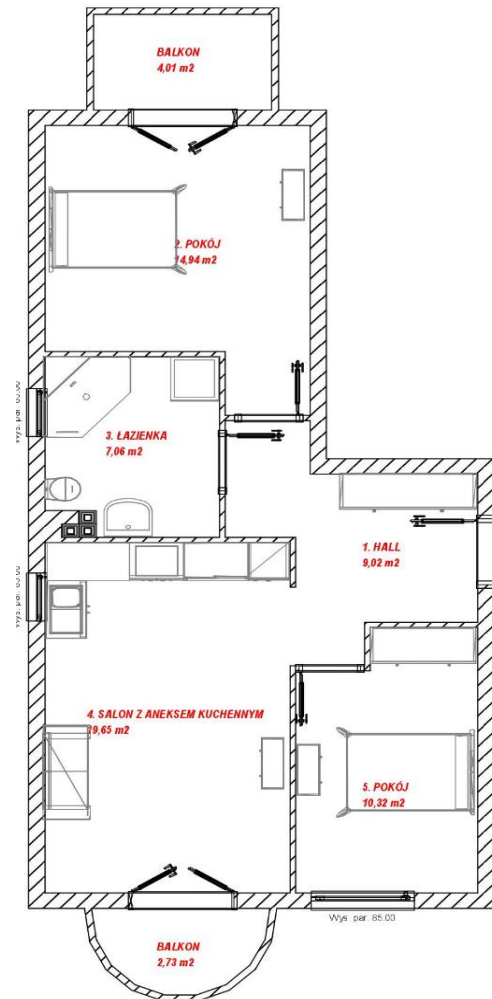 BALKON
4,01 m2
2. POKÓJ
14,94 m2
3. ŁAZIENKA
7,06 m2
1. HALL
9,02 m2
4. SALON Z ANEKSEM KUCHENNYM
19,65 m2
5. POKÓJ
10,32 m2
Wys. par. 85.00
BALKON
2,73 m2